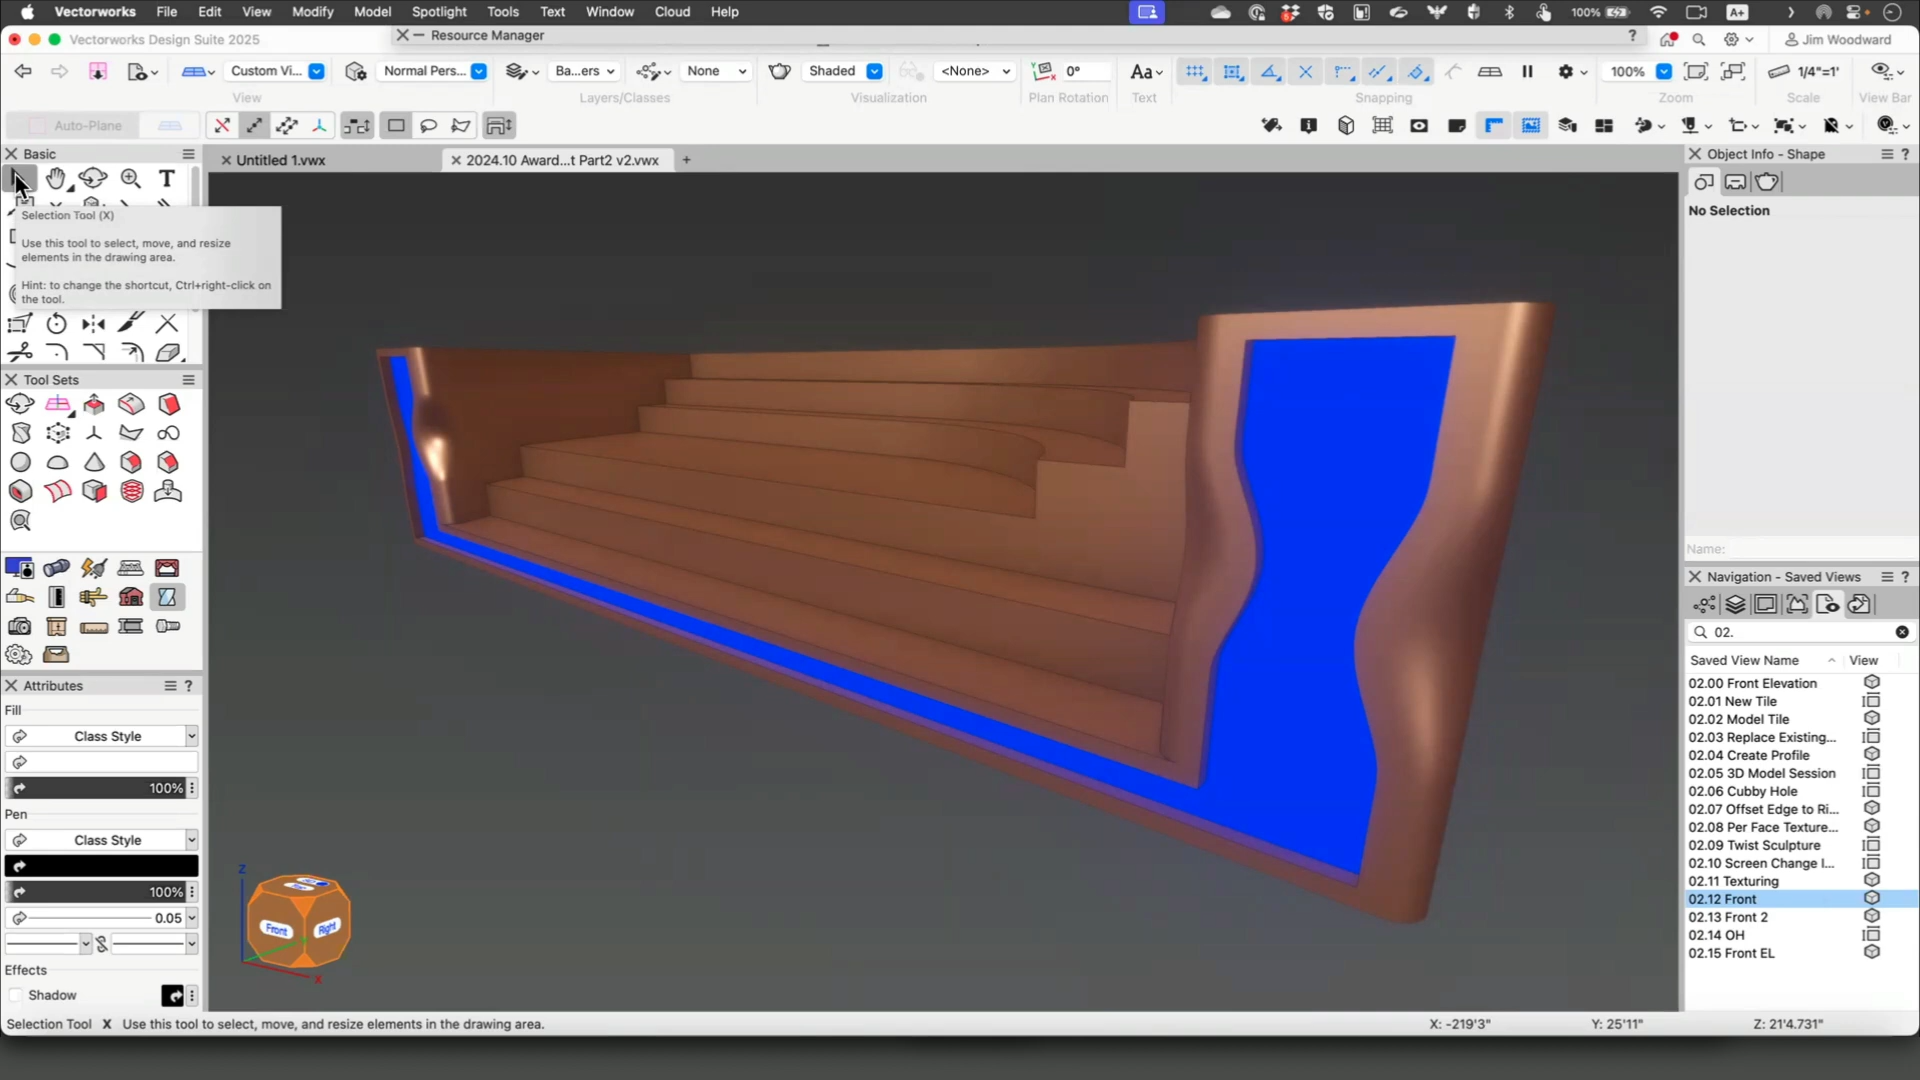 Vectorworks File Edit View Modify Model Spotlight Tools Text Window Cloud Help 100% A+
Vectorworks Design Suite 2025
Resource Manager
?
Jim Woodward
Custom Vi...
Normal Pers...
Ba...ers
None
Shaded
<None>
0°
Aa
100%
1/4"=1'
View
Layers/Classes
Visualization
Plan Rotation
Text
Snapping
Zoom
Scale
View Bar
Auto-Plane
Basic
Untitled 1.vwx
2024.10 Award...t Part2 v2.vwx
+
Object Info - Shape
?
T
No Selection
Selection Tool (X)
Use this tool to select, move, and resize
elements in the drawing area.
Hint: to change the shortcut, Ctrl+right-click on
the tool.
Tool Sets
Name:
Navigation - Saved Views
?
02.
Saved View Name
View
02.00 Front Elevation
02.01 New Tile
02.02 Model Tile
02.03 Replace Existing...
02.04 Create Profile
02.05 3D Model Session
02.06 Cubby Hole
02.07 Offset Edge to Ri...
02.08 Per Face Texture...
02.09 Twist Sculpture
02.10 Screen Change I...
02.11 Texturing
02.12 Front
02.13 Front 2
02.14 OH
02.15 Front EL
Attributes
?
Fill
Class Style
100%
Pen
Class Style
100%
0.05
Effects
Shadow
Z
Front
Right
X
Selection Tool X Use this tool to select, move, and resize elements in the drawing area.
X: -219'3"
Y: 25'11"
Z: 21'4.731"